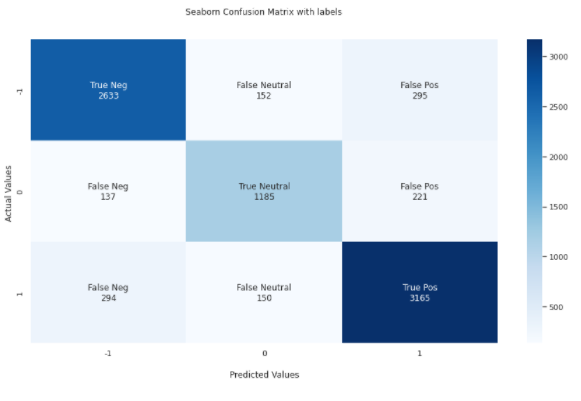 Seaborn Confusion Matrix with labels
True Neg
2633
False Neutral
152
False Pos
295
False Neg
137
True Neutral
1185
False Pos
221
False Neg
294
False Neutral
150
True Pos
3165
-1
0
1
Actual Values
-1
0
1
Predicted Values
3000
2500
2000
1500
1000
500